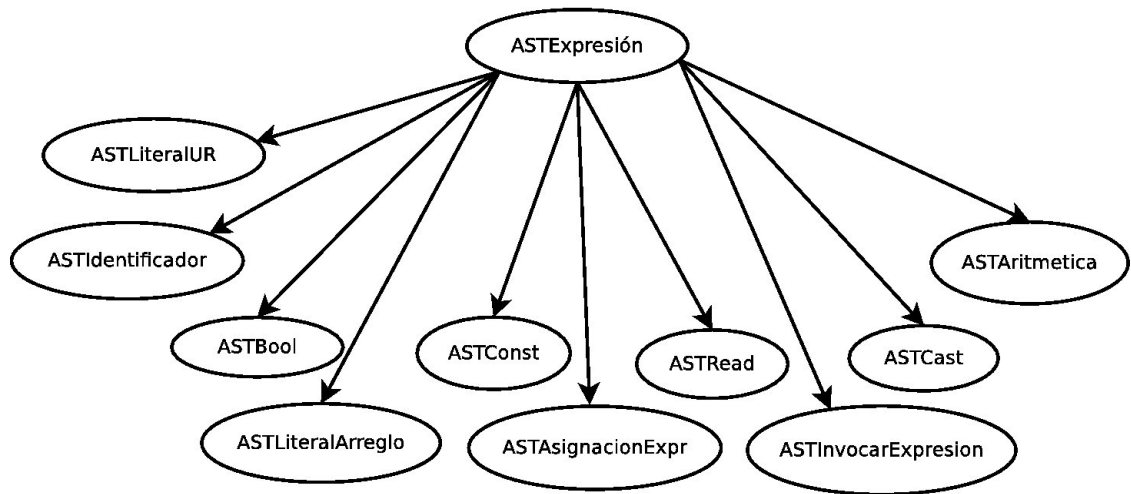 ASTExpresión
ASTLiteralUR
ASTIdentificador
ASTAritmetica
ASTBool
ASTConst
ASTRead
ASTCast
ASTLiteralArreglo
ASTAsignacionExpr
ASTInvocarExpresion